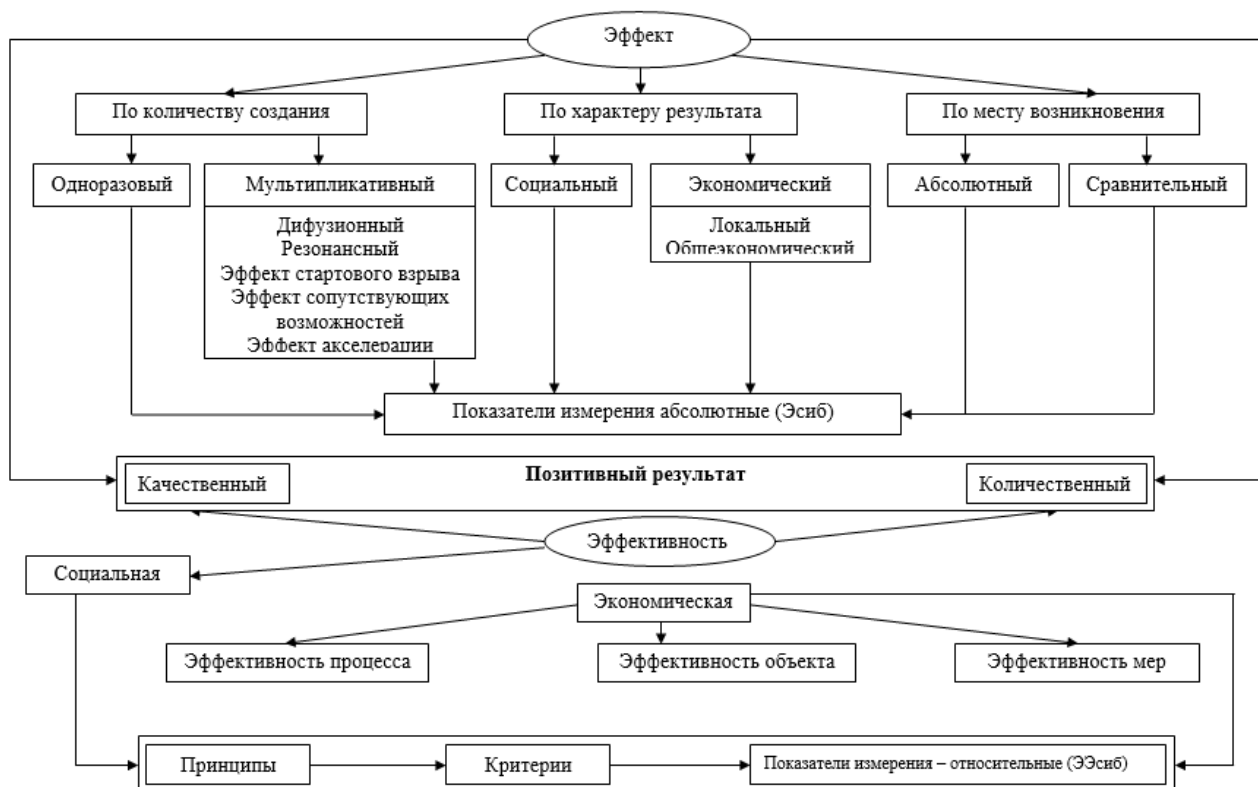 Эффект
По количеству создания
По характеру результата
По месту возникновения
Одноразовый
Мультипликативный
Социальный
Экономический
Абсолютный
Сравнительный
Дифузионный
Резонансный
Эффект стартового взрыва
Эффект сопутствующих
возможностей
Эффект акселерации
Локальный
Общеэкономический
Показатели измерения абсолютные (Эсиб)
Позитивный результат
Качественный
Количественный
Эффективность
Социальная
Экономическая
Эффективность процесса
Эффективность объекта
Эффективность мер
Принципы
Критерии
Показатели измерения – относительные (ЭЭсиб)